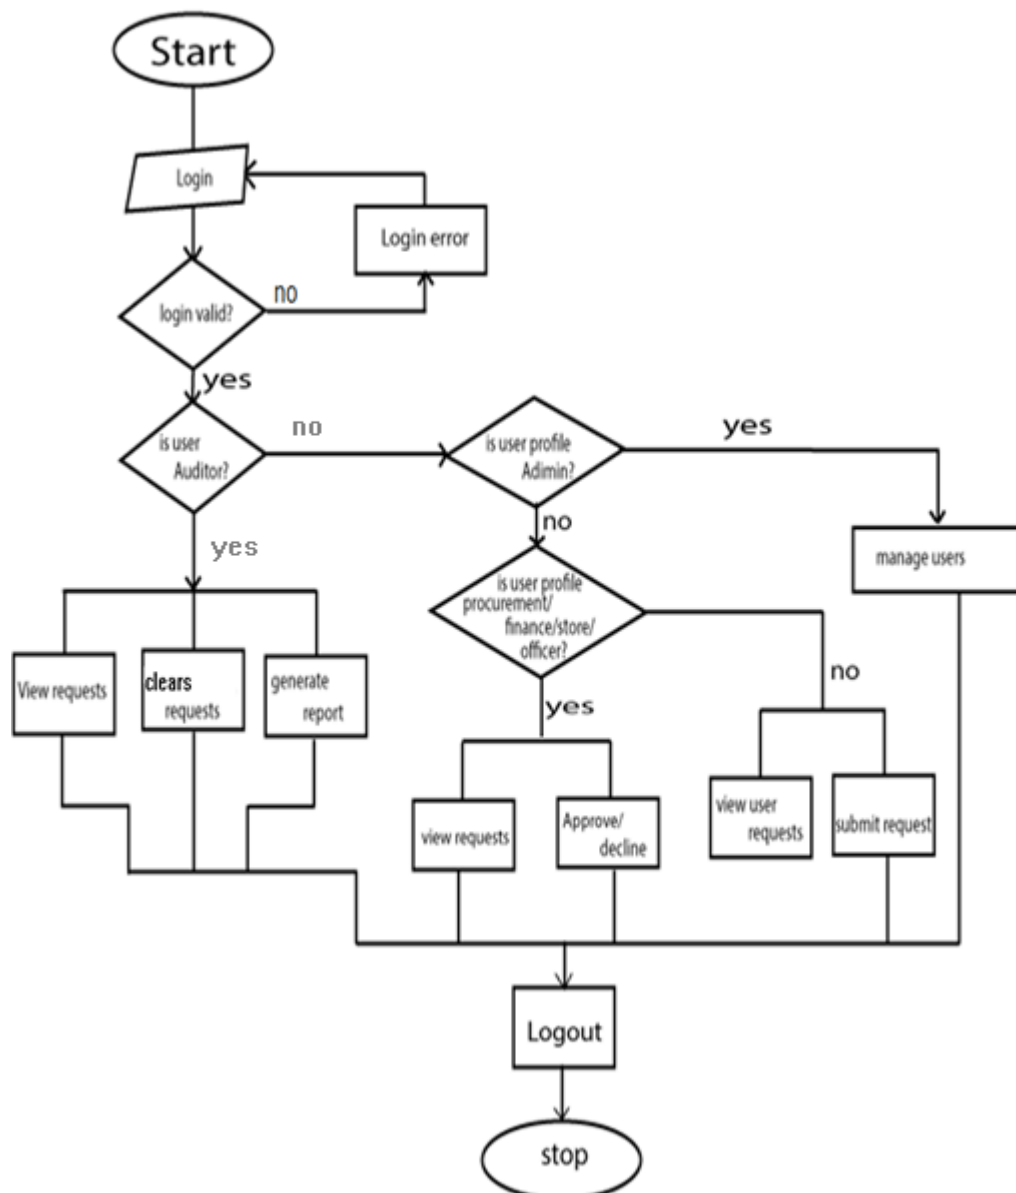 Start
Login
Login error
login valid?
no
yes
is user
Auditor?
no
is user profile
Adimin?
yes
no
manage users
yes
is user profile
procurement/
finance/store/
officer?
no
yes
View requests
clears
requests
generate
report
view requests
Approve/
decline
view user
requests
submit request
Logout
stop